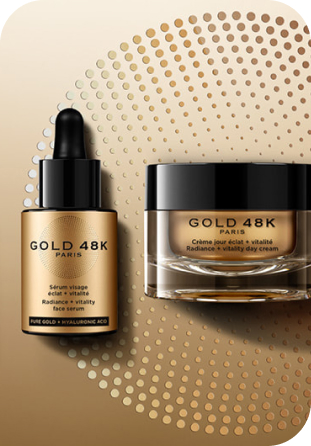 GOLD 48K
PARIS
Sérum visage
éclat + vitalité
Radiance + vitality
face serum
PURE GOLD + HYALURONIC ACID
GOLD 48K
PARIS
Crème jour éclat + vitalité
Radiance + vitality day cream